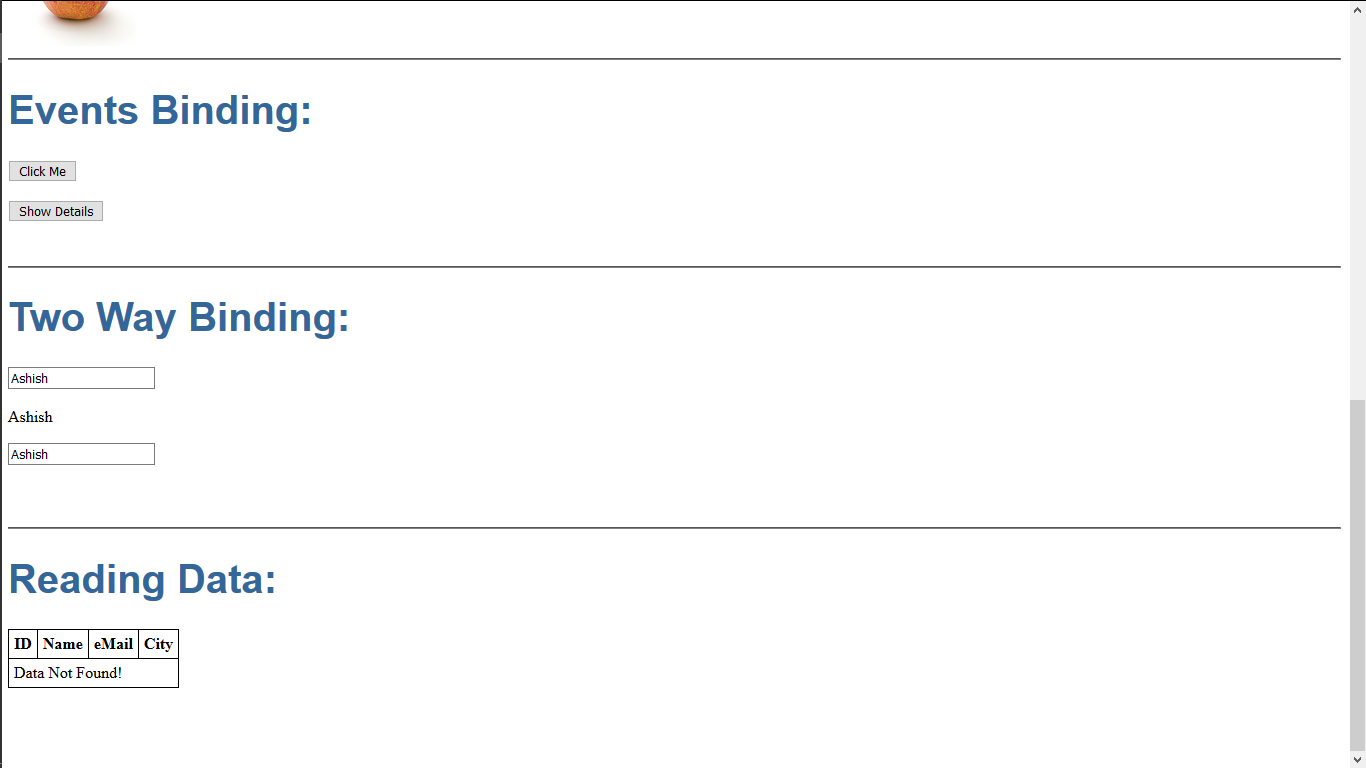 Events Binding:
Click Me
Show Details
Two Way Binding:
Ashish
Ashish
Ashish
Reading Data:
ID Name eMail City
Data Not Found!